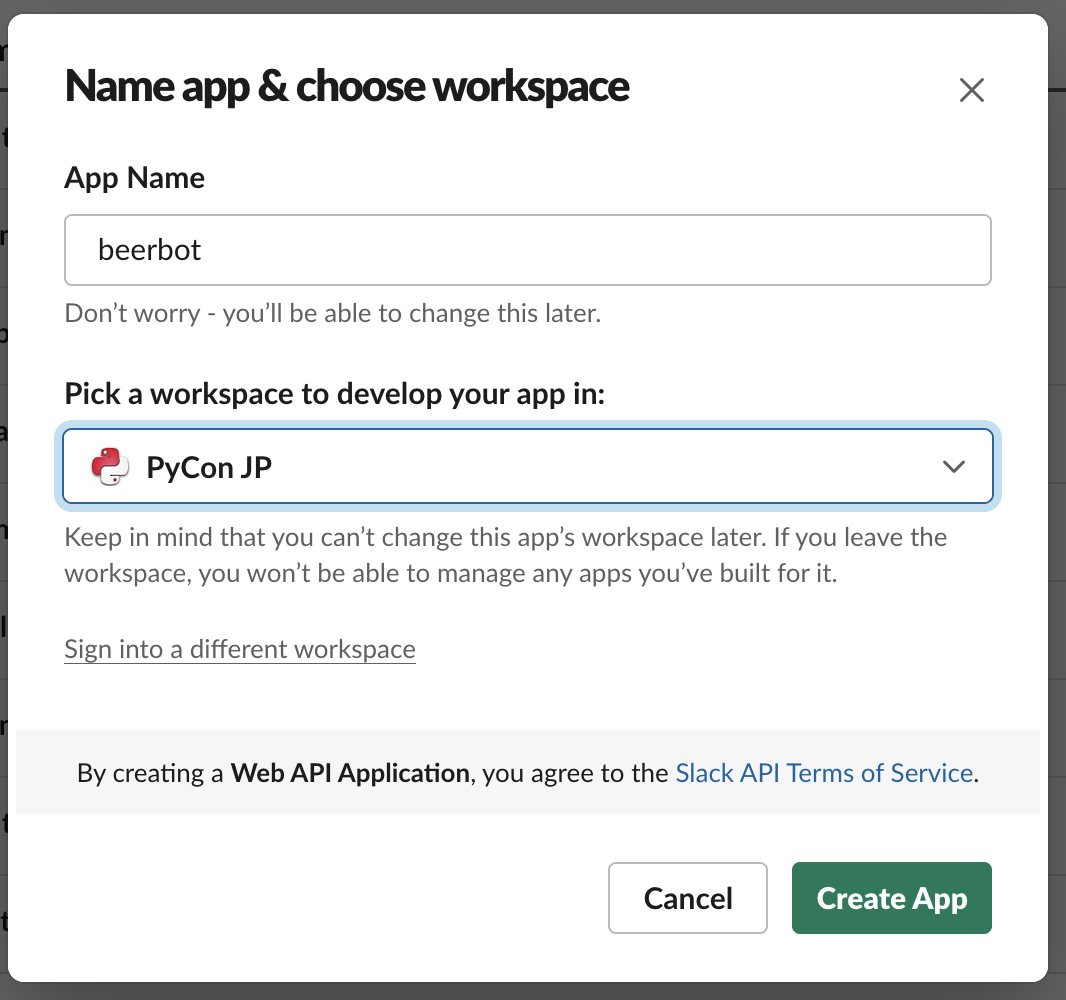 Name app & choose workspace
App Name
beerbot
Don’t worry - you’ll be able to change this later.
Pick a workspace to develop your app in:
PyCon JP
Keep in mind that you can’t change this app’s workspace later. If you leave the
workspace, you won’t be able to manage any apps you’ve built for it.
Sign into a different workspace
By creating a Web API Application, you agree to the Slack API Terms of Service.
Cancel
Create App